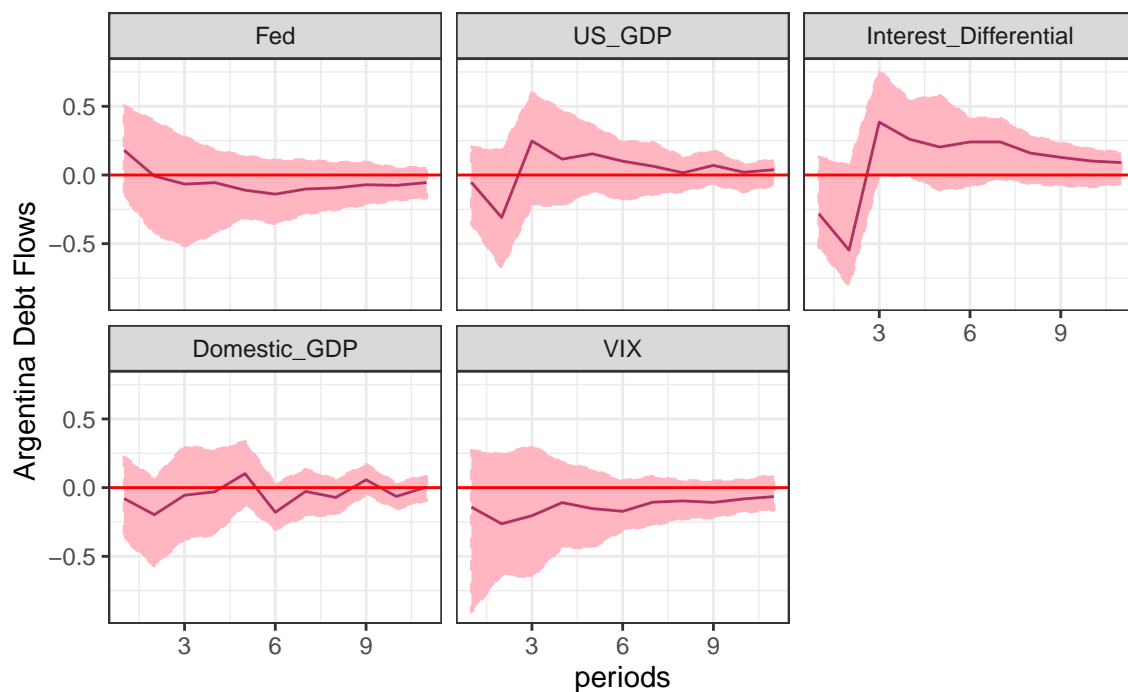 Fed
US_GDP
Interest_Differential
0.5
0.0
−0.5
3
6
9
Domestic_GDP
VIX
0.5
0.0
−0.5
3
6
9
3
6
9
periods
Argentina Debt Flows